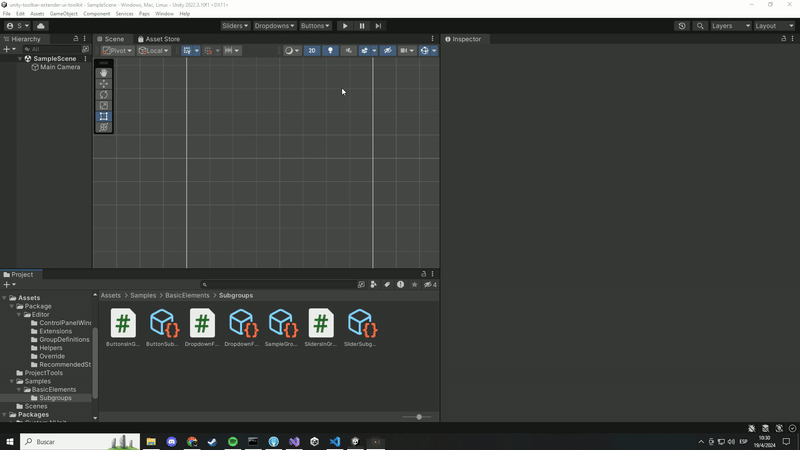 unity-toolbar-extender-ui-toolkit - SampleScene - Windows, Mac, Linux - Unity 2022.2.10f1 <DX11>
File Edit Assets GameObject Component Services Paps Window Help
S Sliders Dropdowns Buttons Layers Layout
Hierarchy Scene Asset Store Inspector
All Pivot Local 2D
SampleScene
Main Camera
Project
4
Assets Assets > Samples > BasicElements > Subgroups
Package
Editor
ControlPanelWind
Extensions
GroupDefinitions
Helpers
Override
RecommendedSt
ProjectTools
Samples
BasicElements
Subgroups
Scenes
Packages
ButtonsInG... ButtonSub... DropdownF... DropdownF... SampleGro... SlidersInGr... SliderSubg...
Buscar ESP 10:30
19/4/2024